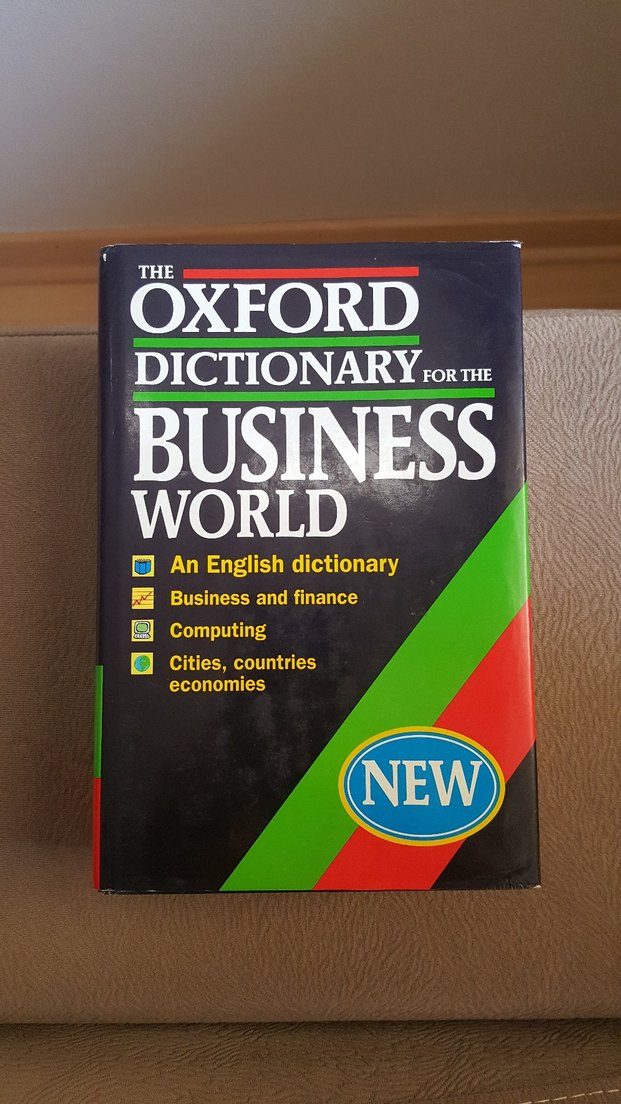 THE
OXFORD
DICTIONARY FOR THE
BUSINESS
WORLD
An English dictionary
Business and finance
Computing
Cities, countries
economies
NEW